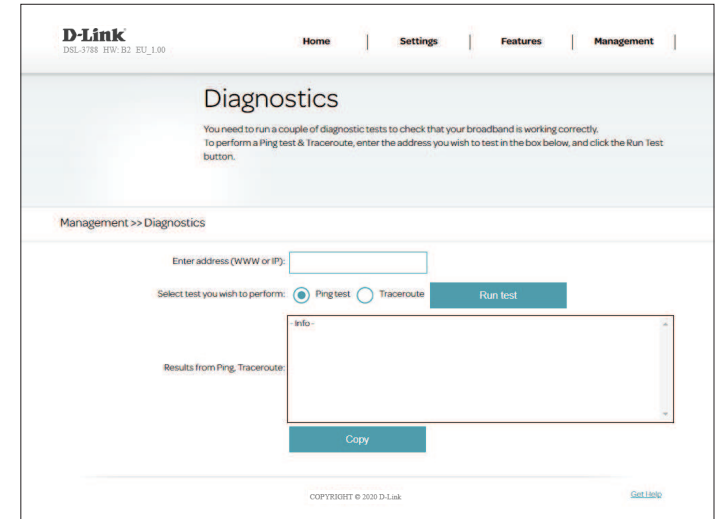 D-Link
DSL-3788 HW: B2 EU_1.00
Home Settings Features Management
Diagnostics
You need to run a couple of diagnostic tests to check that your broadband is working correctly.
To perform a Ping test & Traceroute, enter the address you wish to test in the box below, and click the Run Test
button.
Management >> Diagnostics
Enter address (WWW or IP):
Select test you wish to perform: Ping test Traceroute Run test
- Info -
Results from Ping, Traceroute:
Copy
COPYRIGHT © 2020 D-Link Get Help